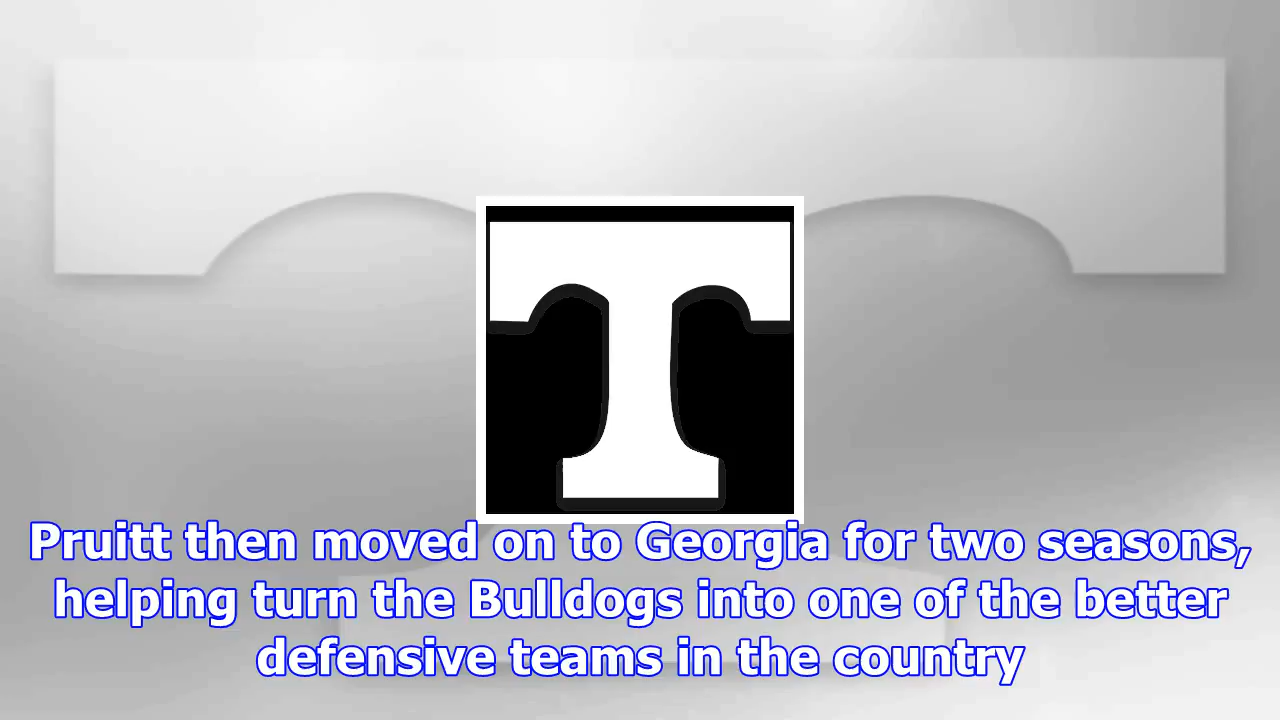 T
Pruitt then moved on to Georgia for two seasons,
helping turn the Bulldogs into one of the better
defensive teams in the country